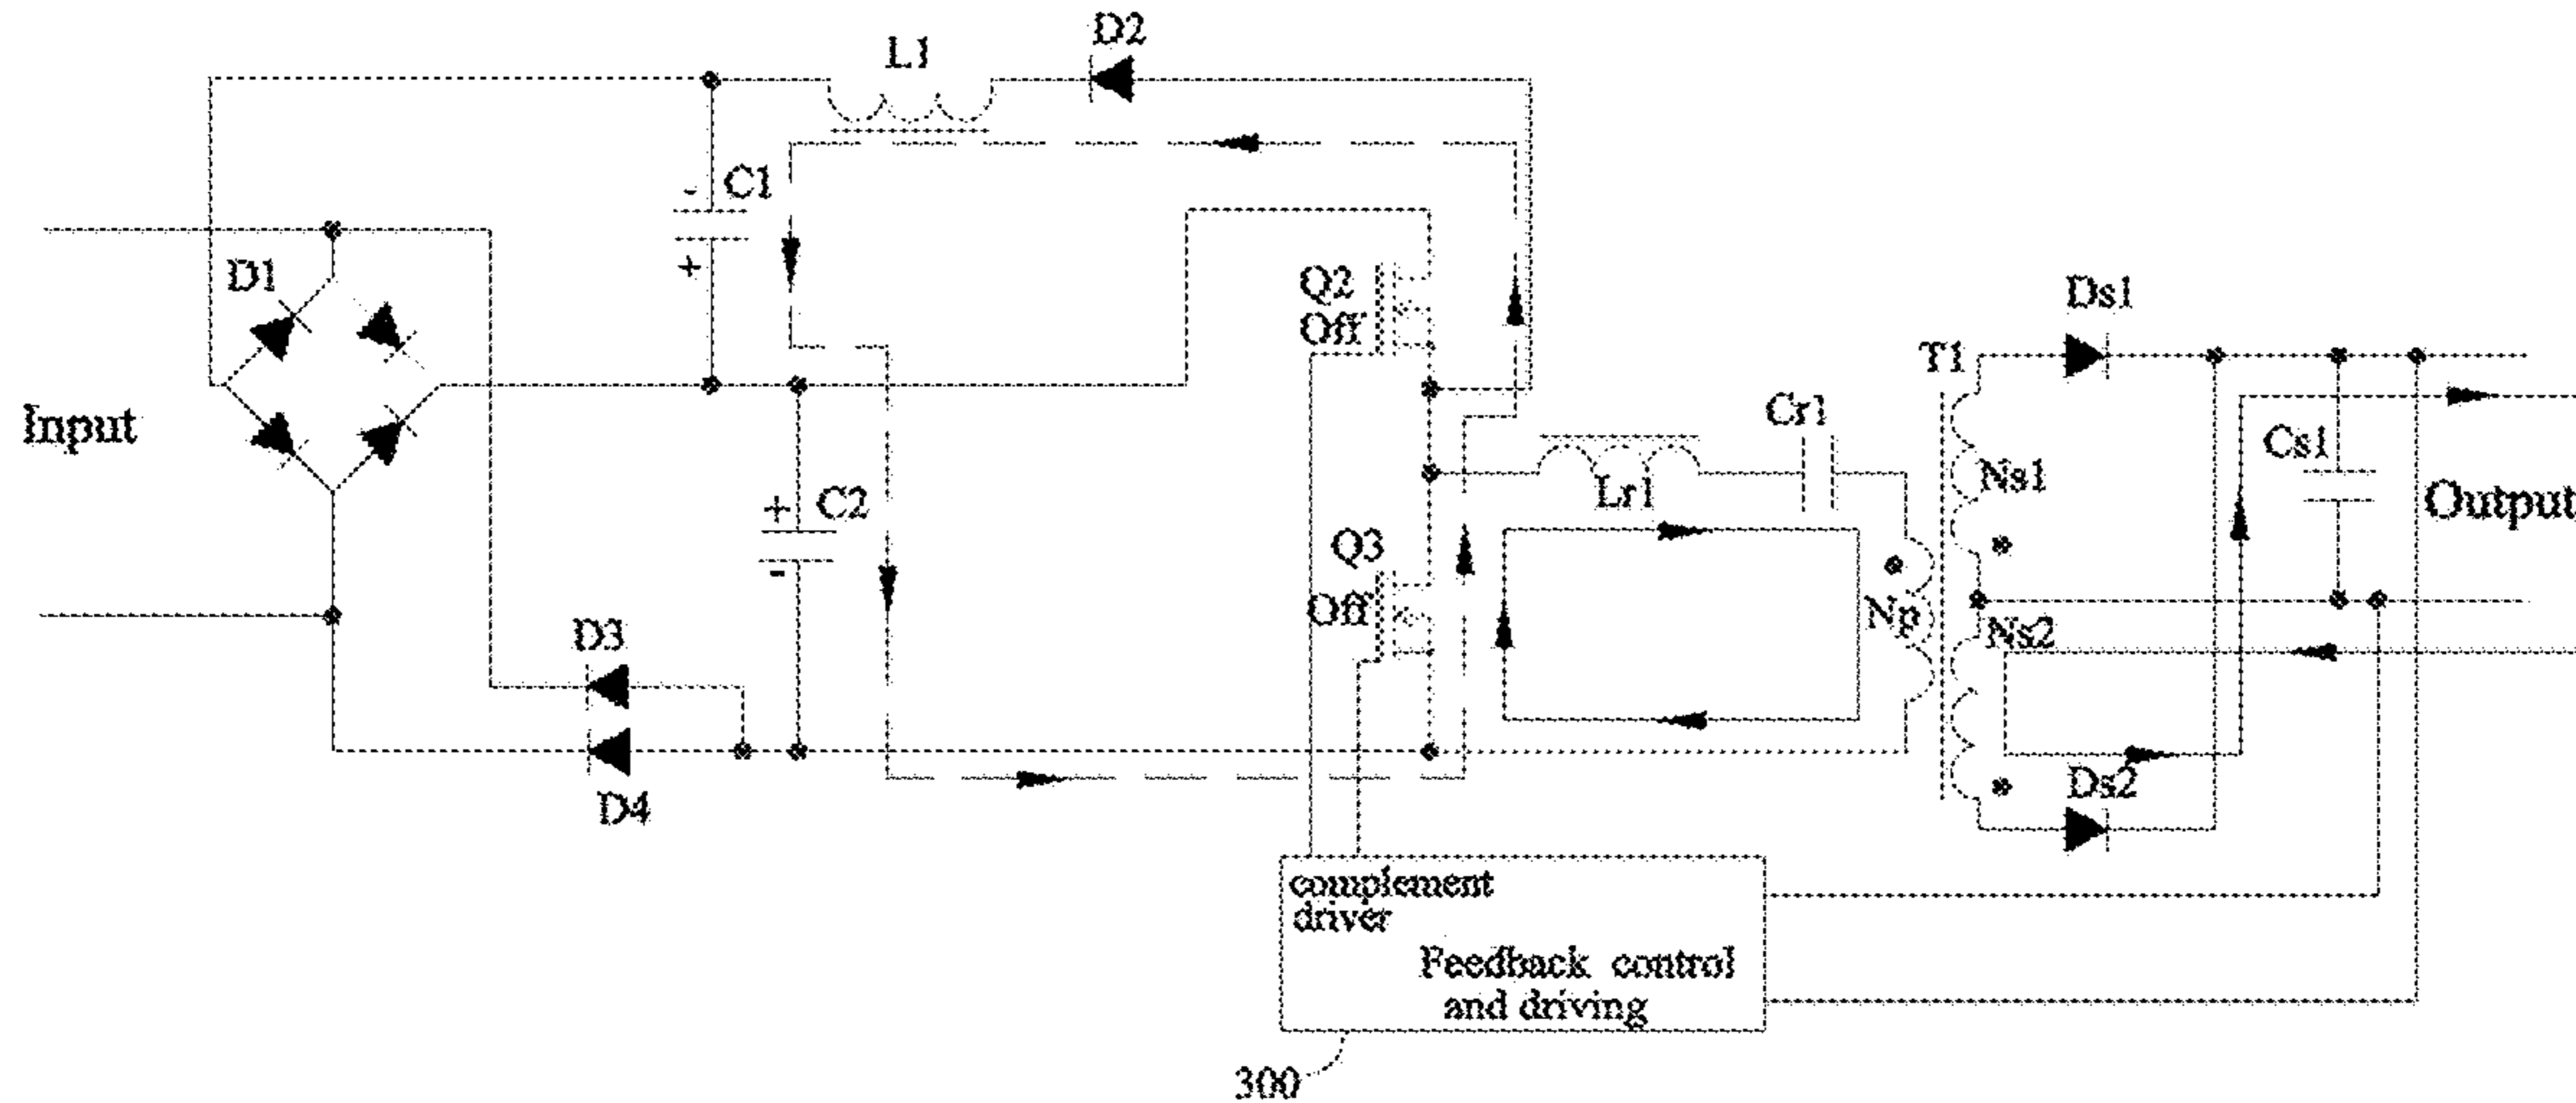 D2
L1
- C1
+
D1
Q2
Off
Ds1
T1
Input
Cr1
Cs1
Ns1
Lr1
Output
+ C2
-
Q3
Off
Np
Ns2
D3
D4
Ds2
complement
driver
Feedback control
and driving
300